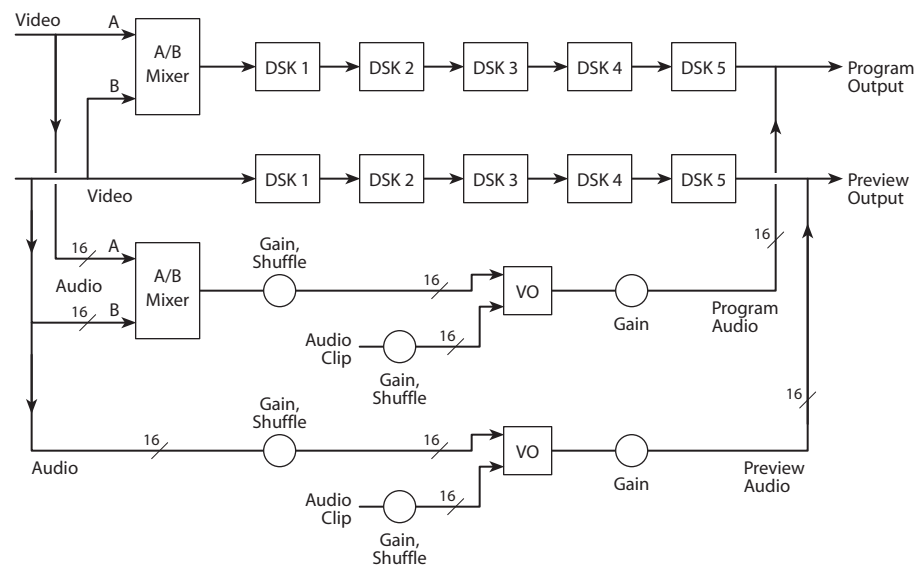 Video
A
A/B
Mixer
B
DSK 1
DSK 2
DSK 3
DSK 4
DSK 5
Program
Output
Video
DSK 1
DSK 2
DSK 3
DSK 4
DSK 5
Preview
Output
16
A
Audio
A/B
Mixer
16
B
Gain,
Shuffle
16
VO
Gain
16
Program
Audio
Audio
Clip
16
Gain,
Shuffle
Audio
16
Gain,
Shuffle
16
VO
Gain
16
Preview
Audio
Audio
Clip
16
Gain,
Shuffle